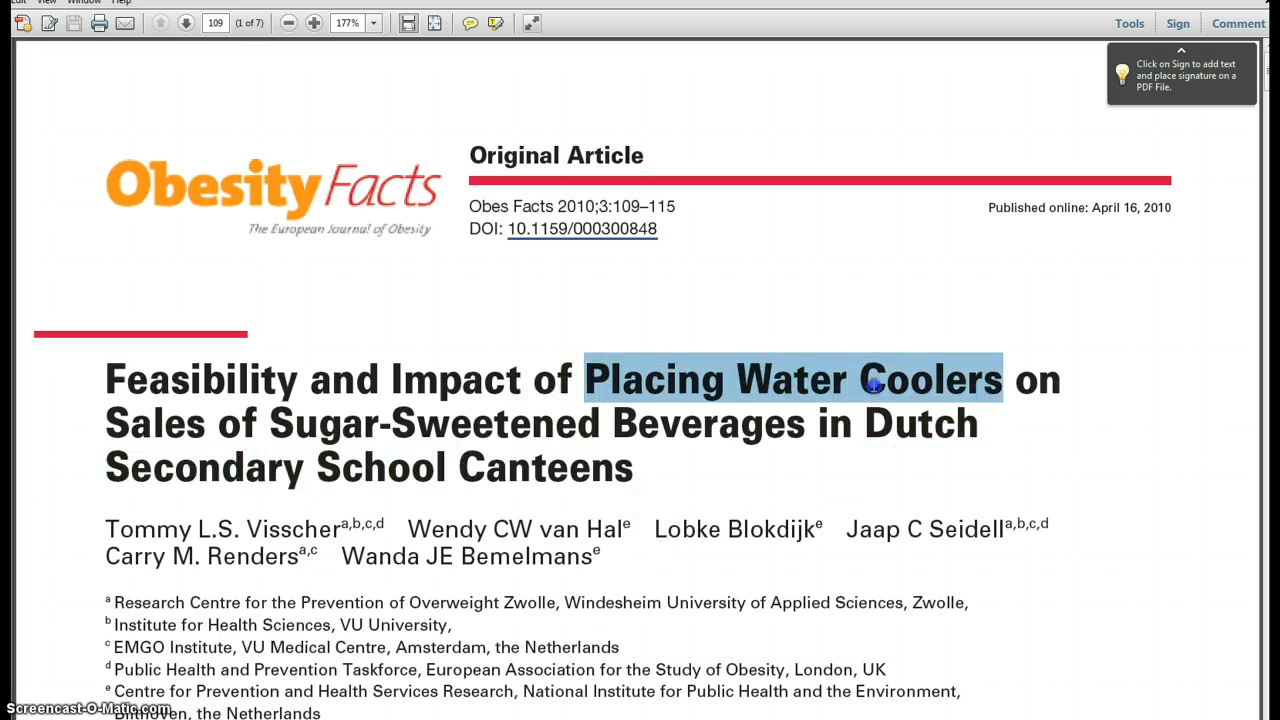 Edit View Window Help
109 (1 of 7) 177% Tools Sign Comment
Click on Sign to add text
and place signature on a
PDF File.
Original Article
ObesityFacts
The European Journal of Obesity
Obes Facts 2010;3:109–115
Published online: April 16, 2010
DOI: 10.1159/000300848
Feasibility and Impact of Placing Water Coolers on
Sales of Sugar-Sweetened Beverages in Dutch
Secondary School Canteens
Tommy L.S. Visscher a,b,c,d Wendy CW van Hal e Lobke Blokdijk e Jaap C Seidell a,b,c,d
Carry M. Renders a,c Wanda JE Bemelmans e
a Research Centre for the Prevention of Overweight Zwolle, Windesheim University of Applied Sciences, Zwolle,
b Institute for Health Sciences, VU University,
c EMGO Institute, VU Medical Centre, Amsterdam, the Netherlands
d Public Health and Prevention Taskforce, European Association for the Study of Obesity, London, UK
e Centre for Prevention and Health Services Research, National Institute for Public Health and the Environment,
Bilthoven, the Netherlands
Screencast-O-Matic.com